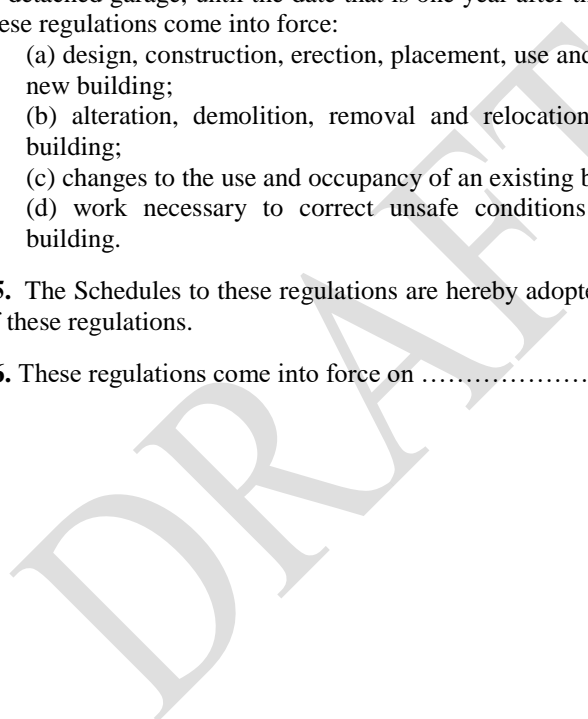 detached garage, until the date that is one year after
these regulations come into force:
(a) design, construction, erection, placement, use and
new building;
(b) alteration, demolition, removal and relocation
building;
(c) changes to the use and occupancy of an existing
(d) work necessary to correct unsafe conditions
building.
5. The Schedules to these regulations are hereby
of these regulations.
6. These regulations come into force on ………………
DRAFT